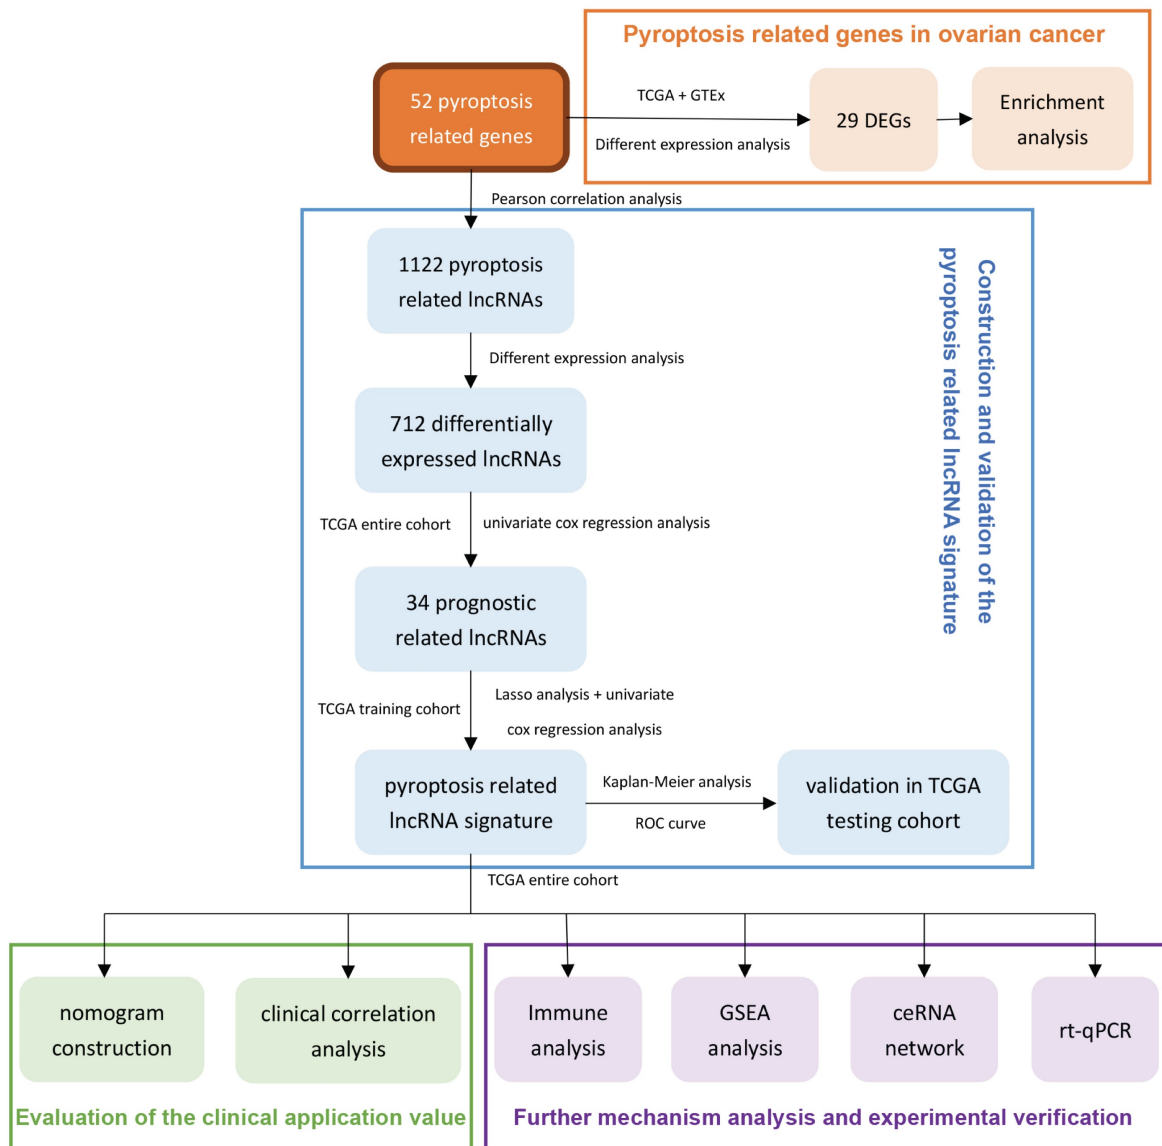 Pyroptosis related genes in ovarian cancer
52 pyroptosis
related genes
TCGA + GTEx
Different expression analysis
29 DEGs
Enrichment
analysis
Pearson correlation analysis
1122 pyroptosis
related lncRNAs
Different expression analysis
712 differentially
expressed lncRNAs
TCGA entire cohort
univariate cox regression analysis
34 prognostic
related lncRNAs
TCGA training cohort
Lasso analysis + univariate
cox regression analysis
pyroptosis related
lncRNA signature
Kaplan-Meier analysis
ROC curve
validation in TCGA
testing cohort
Construction and validation of the
pyroptosis related lncRNA signature
TCGA entire cohort
nomogram
construction
clinical correlation
analysis
Evaluation of the clinical application value
Immune
analysis
GSEA
analysis
ceRNA
network
rt-qPCR
Further mechanism analysis and experimental verification